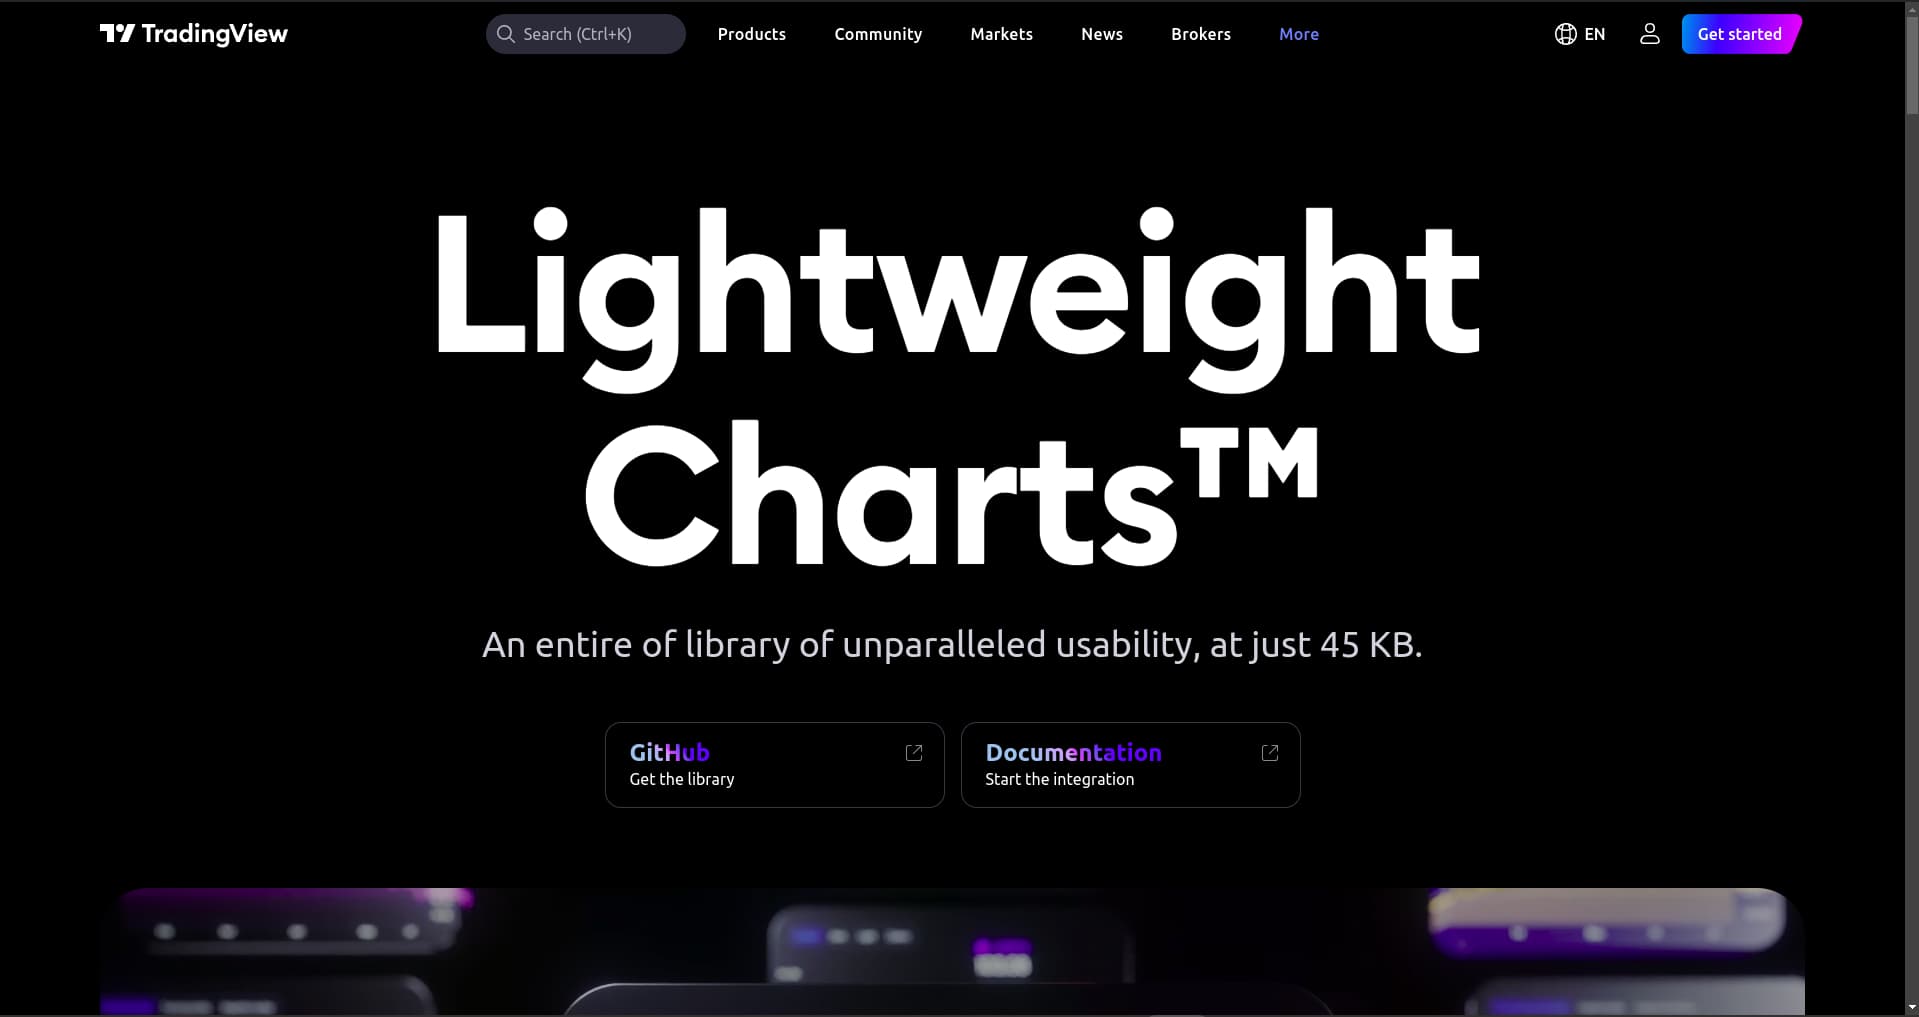 TradingView
Search (Ctrl+K)
Products
Community
Markets
News
Brokers
More
EN
Get started
Lightweight
Charts™
An entire of library of unparalleled usability, at just 45 KB.
GitHub
Get the library
Documentation
Start the integration